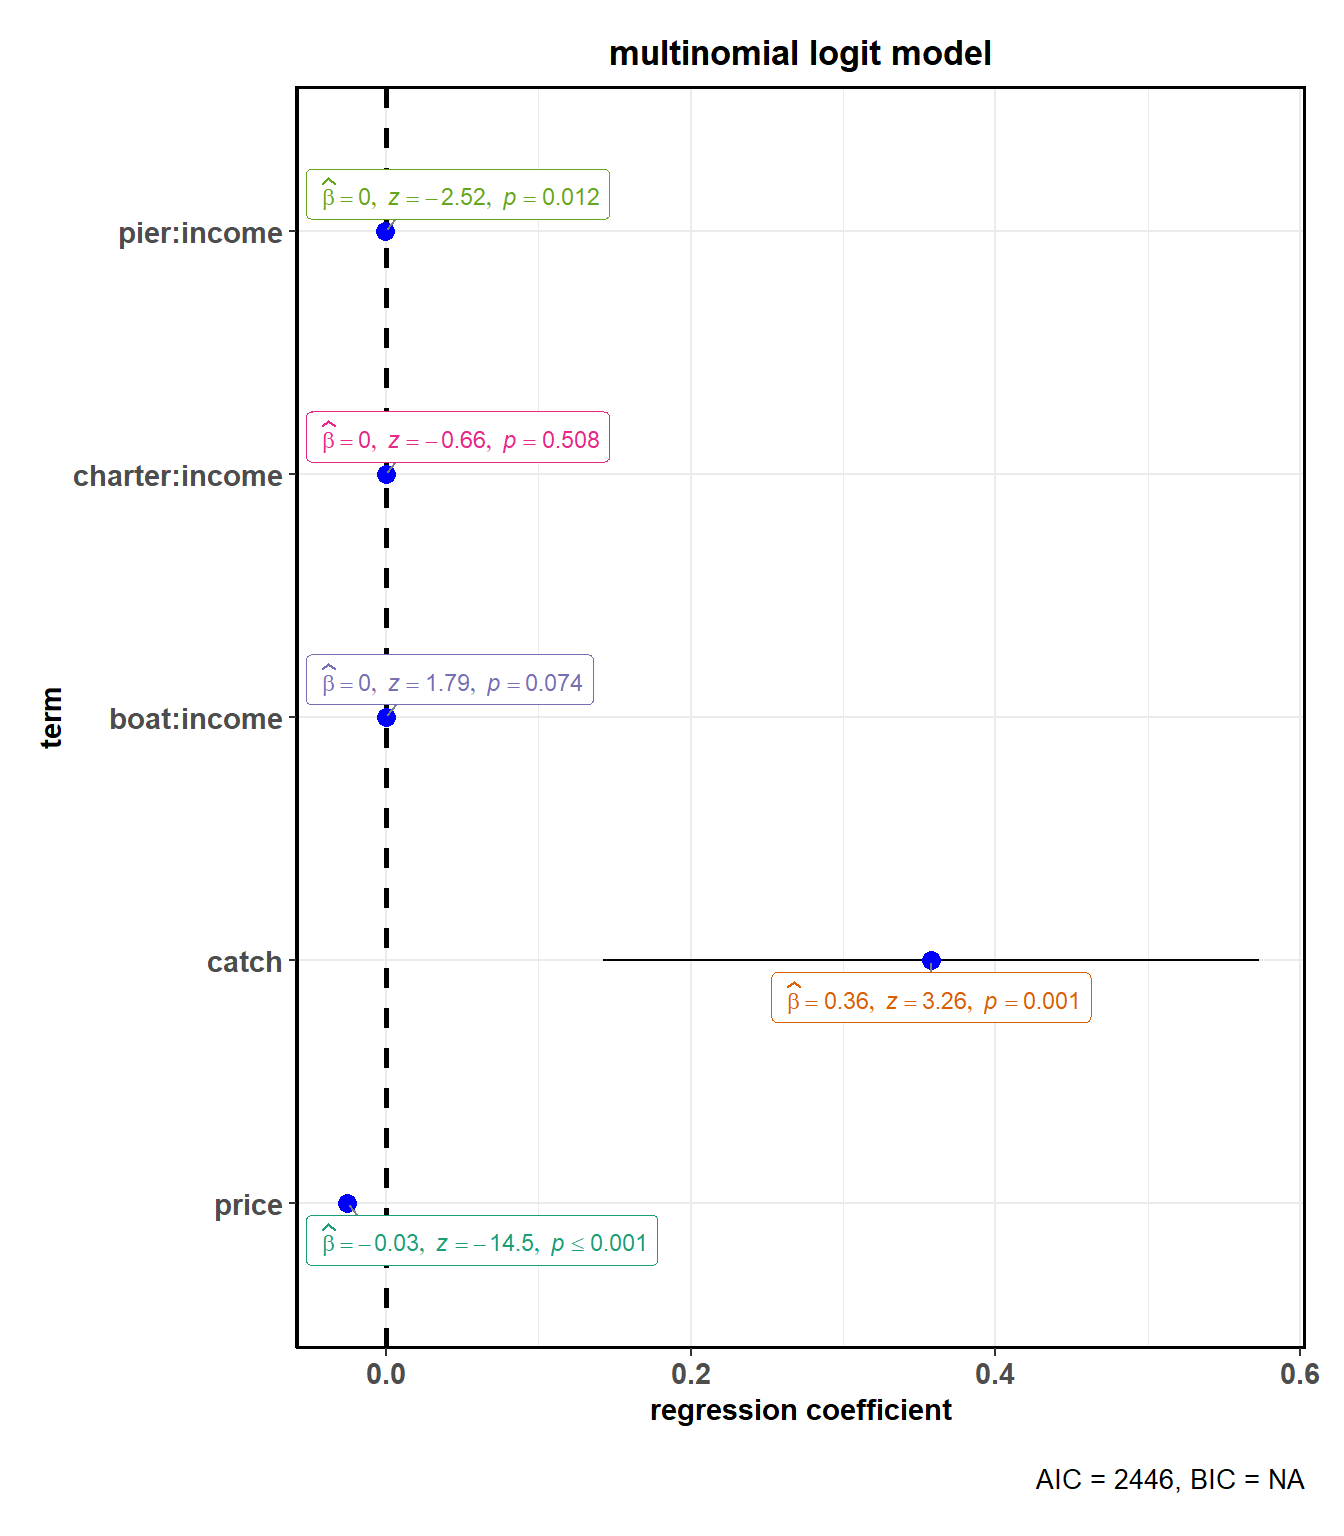 multinomial logit model
β̂ = 0, z = −2.52, p = 0.012
pier:income
β̂ = 0, z = −0.66, p = 0.508
charter:income
β̂ = 0, z = 1.79, p = 0.074
boat:income
term
catch
β̂ = 0.36, z = 3.26, p = 0.001
price
β̂ = −0.03, z = −14.5, p ≤ 0.001
0.0 0.2 0.4 0.6
regression coefficient
AIC = 2446, BIC = NA